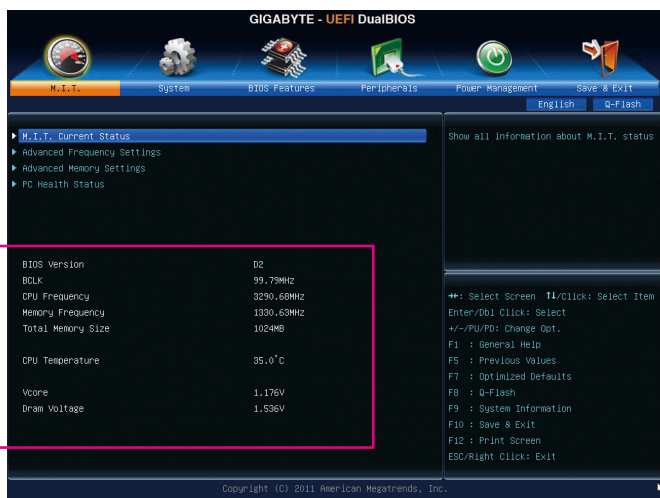 GIGABYTE - UEFI DualBIOS
M.I.T.
System
BIOS Features
Peripherals
Power Management
Save & Exit
English
Q-Flash
M.I.T. Current Status
Advanced Frequency Settings
Advanced Memory Settings
PC Health Status
Show all information about M.I.T. status
BIOS Version D2
BCLK 99.79MHz
CPU Frequency 3290.68MHz
Memory Frequency 1330.63MHz
Total Memory Size 1024MB
CPU Temperature 35.0°C
Vcore 1.176V
Dram Voltage 1.536V
→←: Select Screen ↑↓/Click: Select Item
Enter/Dbl Click: Select
+/-/PU/PD: Change Opt.
F1 : General Help
F5 : Previous Values
F7 : Optimized Defaults
F8 : Q-Flash
F9 : System Information
F10 : Save & Exit
F12 : Print Screen
ESC/Right Click: Exit
Copyright (C) 2011 American Megatrends, Inc.